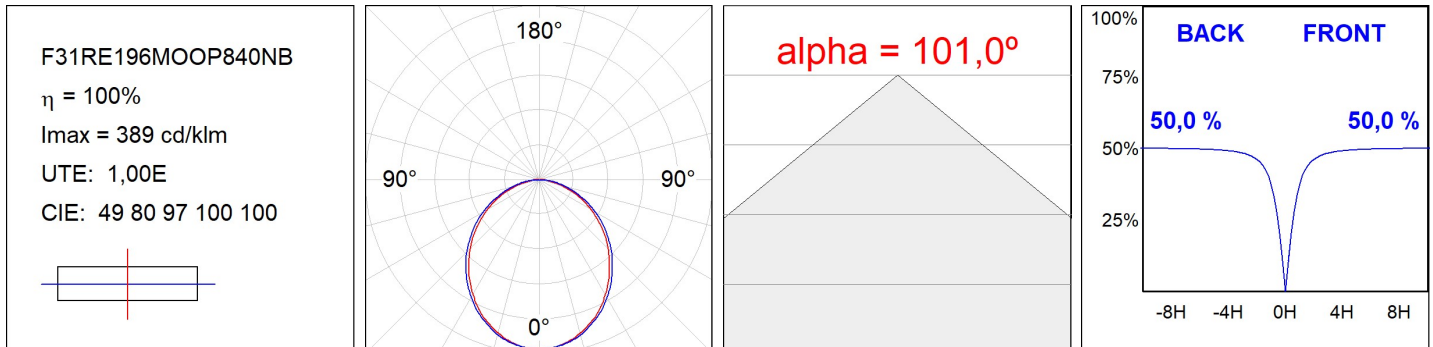 F31RE196MOOP840NB
η = 100%
Imax = 389 cd/klm
UTE: 1,00E
CIE: 49 80 97 100 100
180°
90° 90°
0°
alpha = 101,0º
100%
BACK FRONT
75%
50,0 % 50,0 %
50%
25%
-8H -4H 0H 4H 8H